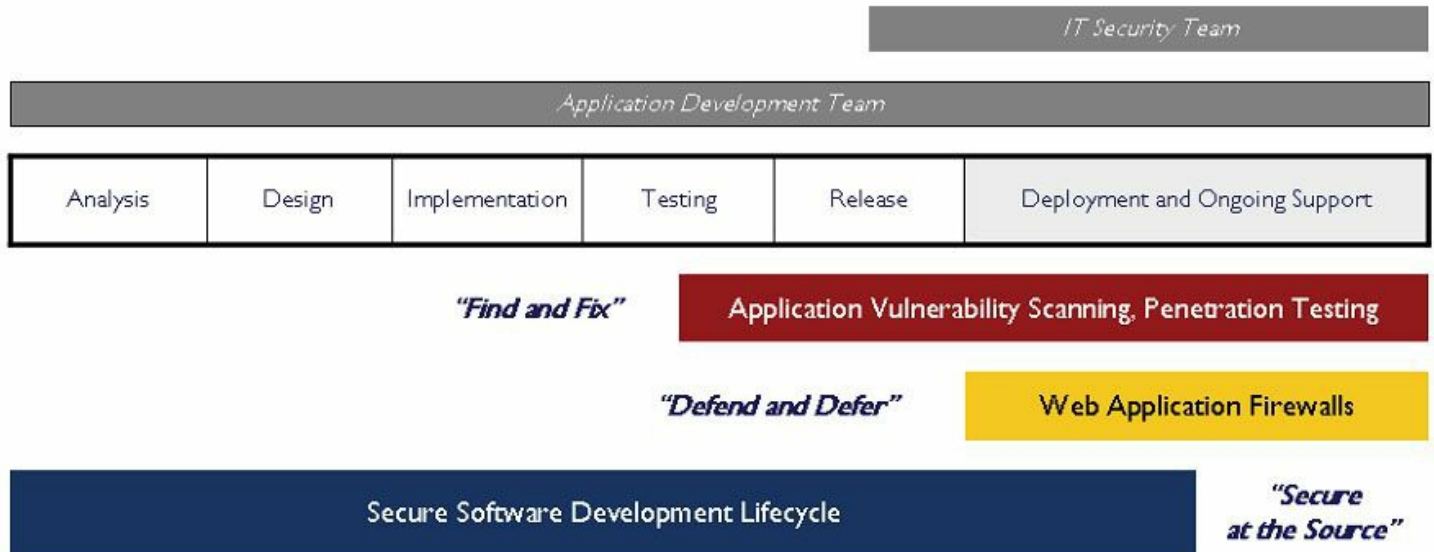 IT Security Team
Application Development Team
Analysis
Design
Implementation
Testing
Release
Deployment and Ongoing Support
“Find and Fix”
Application Vulnerability Scanning, Penetration Testing
“Defend and Defer”
Web Application Firewalls
Secure Software Development Lifecycle
“Secure
at the Source”